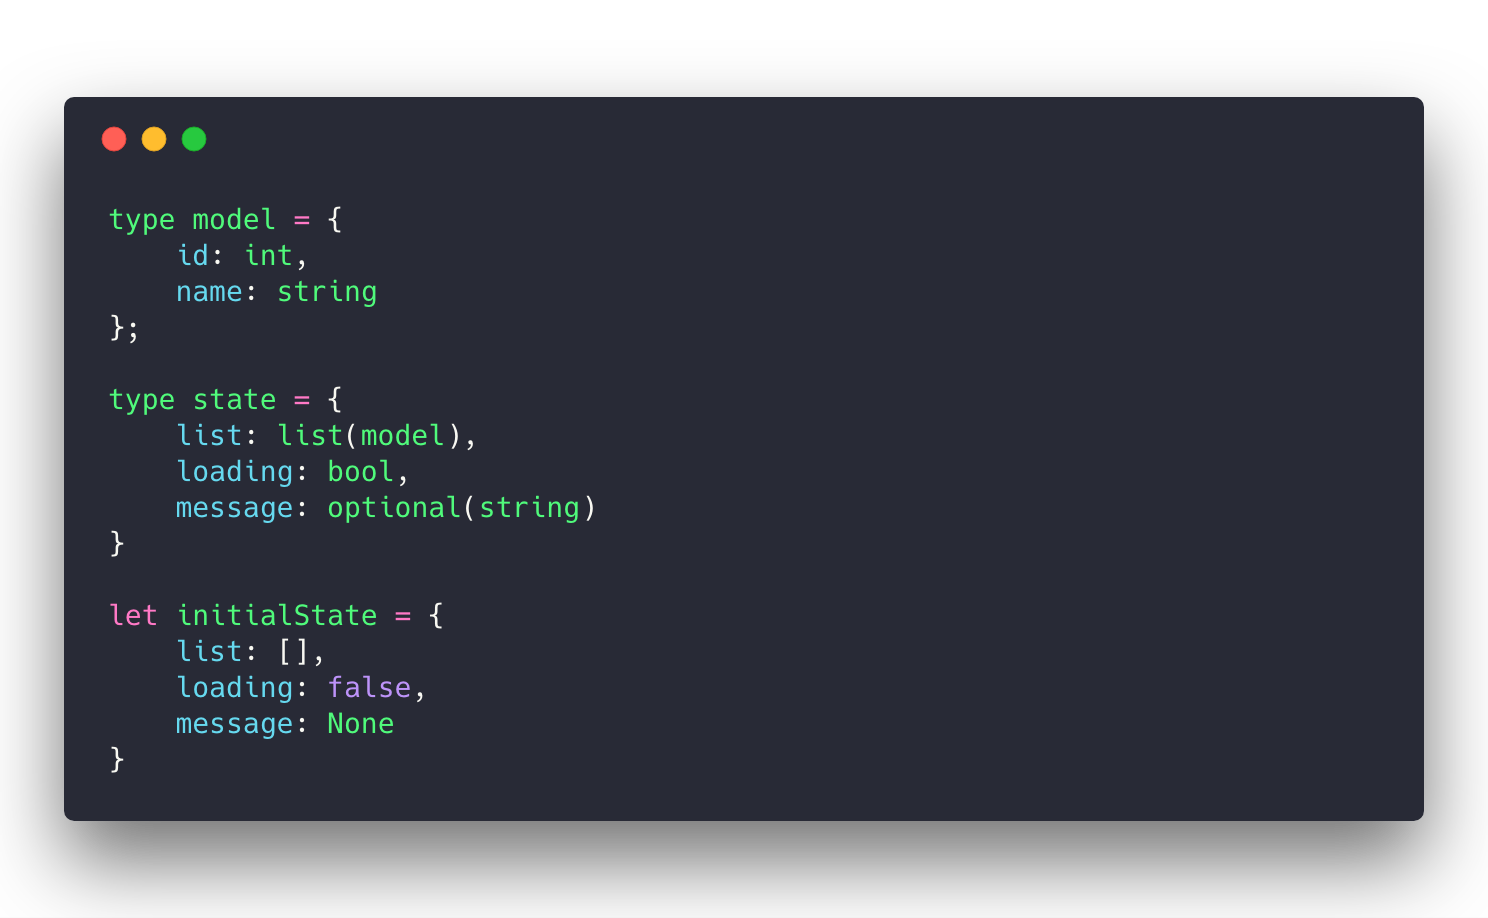 type model = {
    id: int,
    name: string
};

type state = {
    list: list(model),
    loading: bool,
    message: optional(string)
}

let initialState = {
    list: [],
    loading: false,
    message: None
}